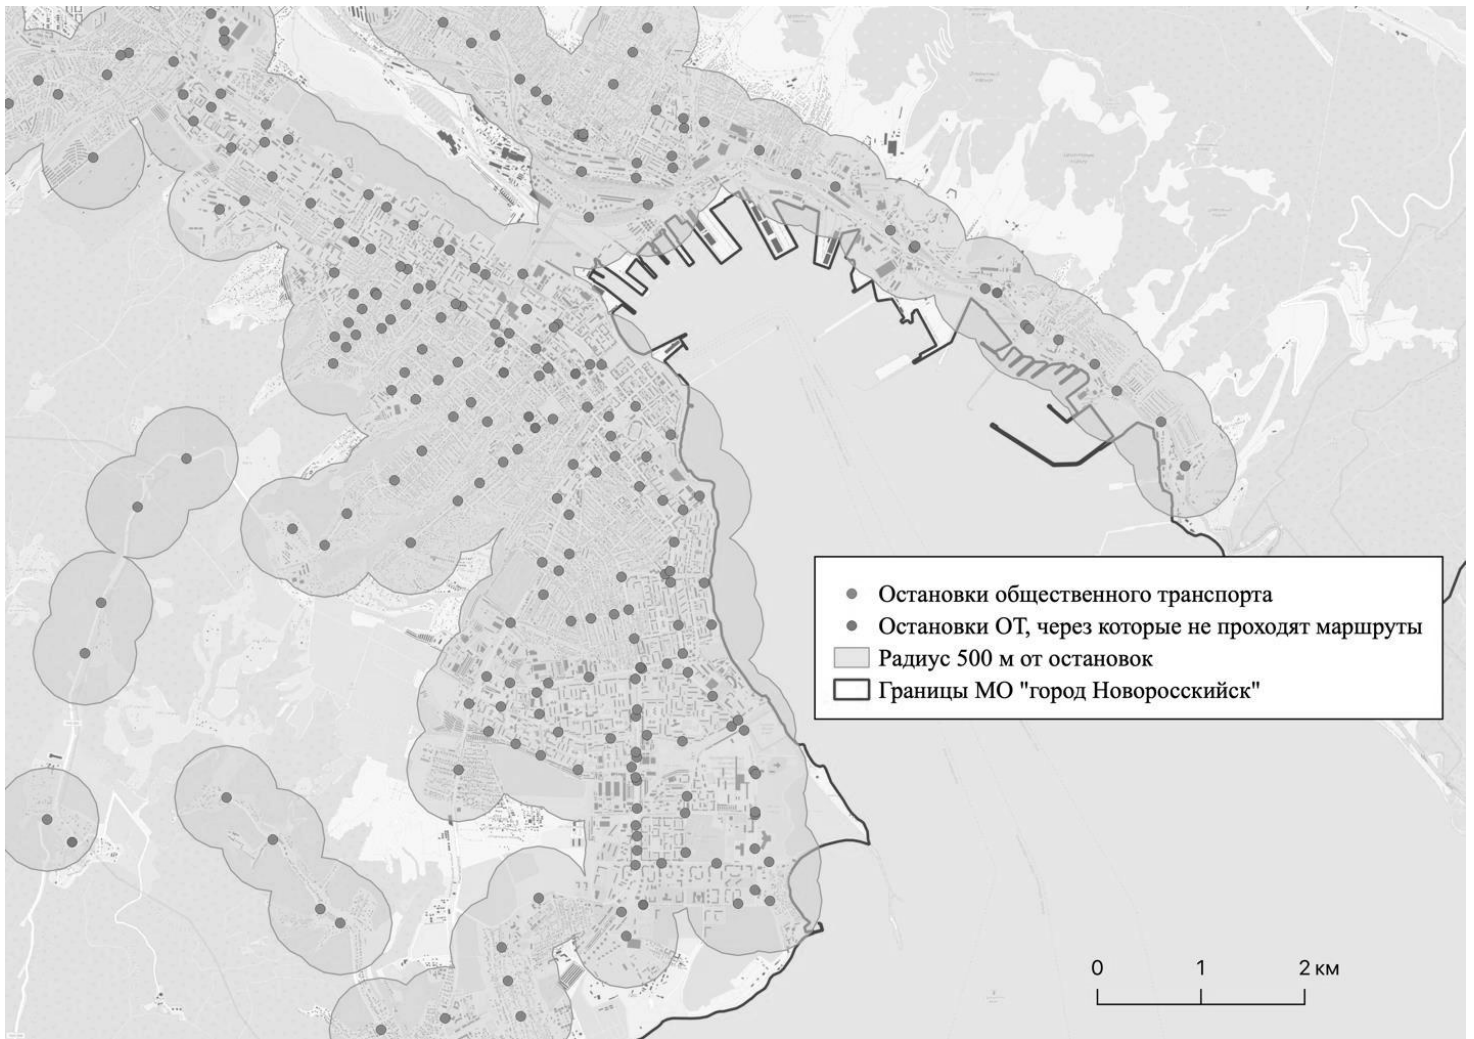 Остановки общественного транспорта
Остановки ОТ, через которые не проходят маршруты
Радиус 500 м от остановок
Границы МО "город Новоросскийск"
0 1 2 км